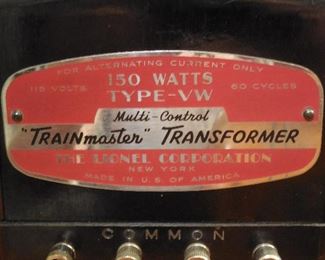 FOR ALTERNATING CURRENT ONLY
115 VOLTS 150 WATTS 60 CYCLES
TYPE-VW
Multi-Control
"TRAINmaster" TRANSFORMER
THE LIONEL CORPORATION
NEW YORK
MADE IN U.S. OF AMERICA
COMMON